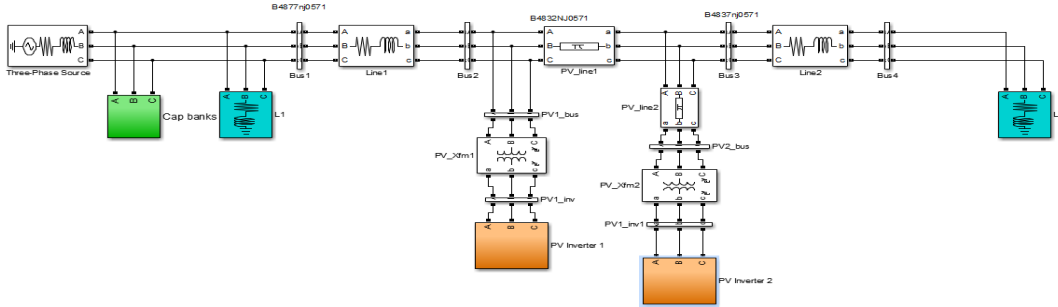 B4877nj0571
B4832NJ0571
B4837nj0571
A
B
C
Three-Phase Source
Bus1
A a
B b
C c
Line1
Bus2
A a
B b
C c
PV_line1
Bus3
A a
B b
C c
Line2
Bus4
A B C
Cap banks
A B C
L1
A B C
L
PV1_bus
A B C
a b c
PV_Xfm1
PV1_inv
A B C
PV Inverter 1
A B C
PV_line2
a b c
PV2_bus
A B C
PV_Xfm2
a b c
PV1_inv1
A B C
PV Inverter 2